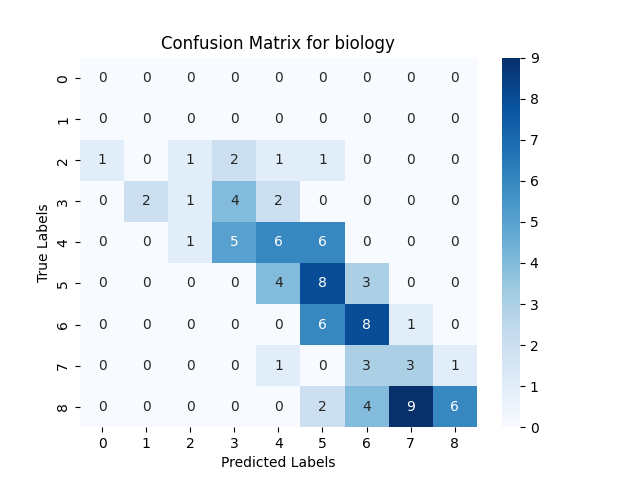 Confusion Matrix for biology
0 0 0 0 0 0 0 0 0 0
1 0 0 0 0 0 0 0 0 0
2 1 0 1 2 1 1 0 0 0
3 0 2 1 4 2 0 0 0 0
4 0 0 1 5 6 6 0 0 0
5 0 0 0 0 4 8 3 0 0
6 0 0 0 0 0 6 8 1 0
7 0 0 0 0 1 0 3 3 1
8 0 0 0 0 0 2 4 9 6
0 1 2 3 4 5 6 7 8
Predicted Labels
True Labels
9
8
7
6
5
4
3
2
1
0